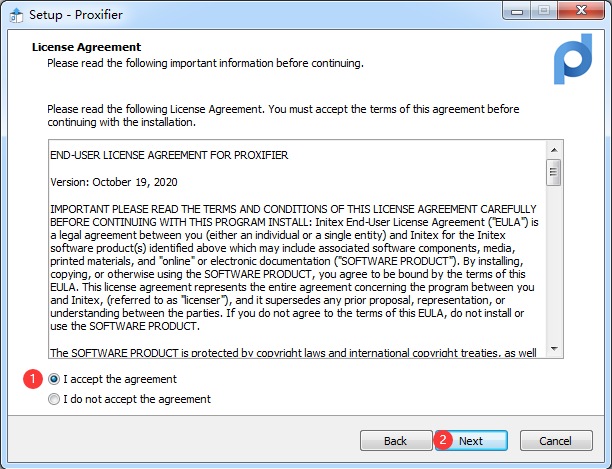 Setup - Proxifier
License Agreement
Please read the following important information before continuing.
Please read the following License Agreement. You must accept the terms of this agreement before
continuing with the installation.
END-USER LICENSE AGREEMENT FOR PROXIFIER
Version: October 19, 2020
IMPORTANT PLEASE READ THE TERMS AND CONDITIONS OF THIS LICENSE AGREEMENT CAREFULLY
BEFORE CONTINUING WITH THIS PROGRAM INSTALL: Initex End-User License Agreement ("EULA") is
a legal agreement between you (either an individual or a single entity) and Initex for the Initex
software product(s) identified above which may include associated software components, media,
printed materials, and "online" or electronic documentation ("SOFTWARE PRODUCT"). By installing,
copying, or otherwise using the SOFTWARE PRODUCT, you agree to be bound by the terms of this
EULA. This license agreement represents the entire agreement concerning the program between you
and Initex, (referred to as "licenser"), and it supersedes any prior proposal, representation, or
understanding between the parties. If you do not agree to the terms of this EULA, do not install or
use the SOFTWARE PRODUCT.
The SOFTWARE PRODUCT is protected by copyright laws and international copyright treaties, as well
1 I accept the agreement
I do not accept the agreement
Back 2 Next Cancel